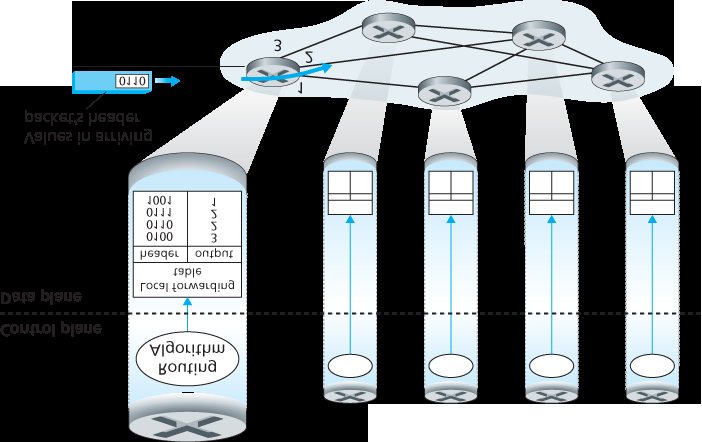 Routing
Algorithm
Control plane
Data plane
Local forwarding
table
header output
0100 3
0110 2
0111 2
1001 1
Values in arriving
packet's header
0110
1
2
3